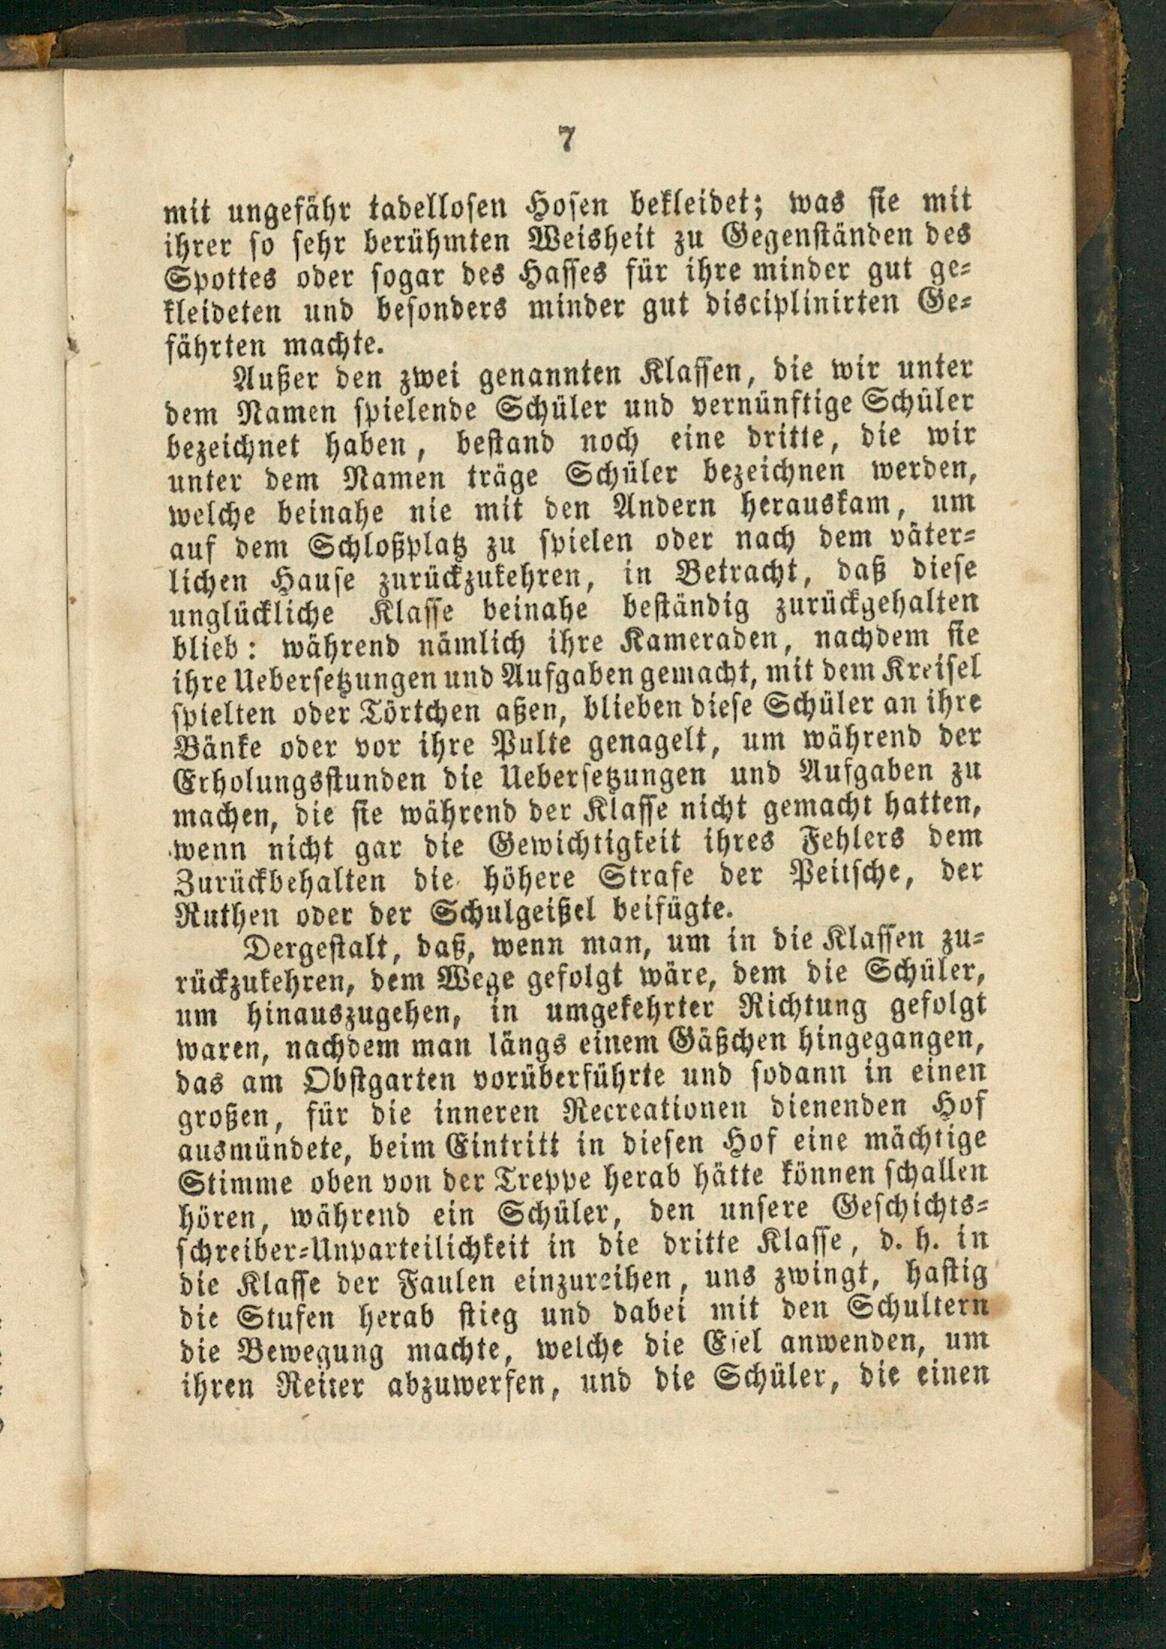 7
mit ungefähr tadellosen Hosen bekleidet; was sie mit
ihrer so sehr berühmten Weisheit zu Gegenständen des
Spottes oder sogar des Hasses für ihre minder gut ge-
kleideten und besonders minder gut disciplinirten Ge-
fährten machte.
Außer den zwei genannten Klassen, die wir unter
dem Namen spielende Schüler und vernünftige Schüler
bezeichnet haben, bestand noch eine dritte, die wir
unter dem Namen träge Schüler bezeichnen werden,
welche beinahe nie mit den Andern herauskam, um
auf dem Schloßplatz zu spielen oder nach dem väter-
lichen Hause zurückzukehren, in Betracht, daß diese
unglückliche Klasse beinahe beständig zurückgehalten
blieb: während nämlich ihre Kameraden, nachdem sie
ihre Uebersetzungen und Aufgaben gemacht, mit dem Kreisel
spielten oder Törtchen aßen, blieben diese Schüler an ihre
Bänke oder vor ihre Pulte genagelt, um während der
Erholungsstunden die Uebersetzungen und Aufgaben zu
machen, die sie während der Klasse nicht gemacht hatten,
wenn nicht gar die Gewichtigkeit ihres Fehlers dem
Zurückbehalten die höhere Strafe der Peitsche, der
Ruthen oder der Schulgeißel beifügte.
Dergestalt, daß, wenn man, um in die Klassen zu-
rückzukehren, dem Wege gefolgt wäre, dem die Schüler,
um hinauszugehen, in umgekehrter Richtung gefolgt
waren, nachdem man längs einem Gäßchen hingegangen,
das am Obstgarten vorüberführte und sodann in einen
großen, für die inneren Recreationen dienenden Hof
ausmündete, beim Eintritt in diesen Hof eine mächtige
Stimme oben von der Treppe herab hätte können schallen
hören, während ein Schüler, den unsere Geschichts-
schreiber-Unparteilichkeit in die dritte Klasse, d. h. in
die Klasse der Faulen einzureihen, uns zwingt, hastig
die Stufen herab stieg und dabei mit den Schultern
die Bewegung machte, welche die Esel anwenden, um
ihren Reiter abzuwerfen, und die Schüler, die einen